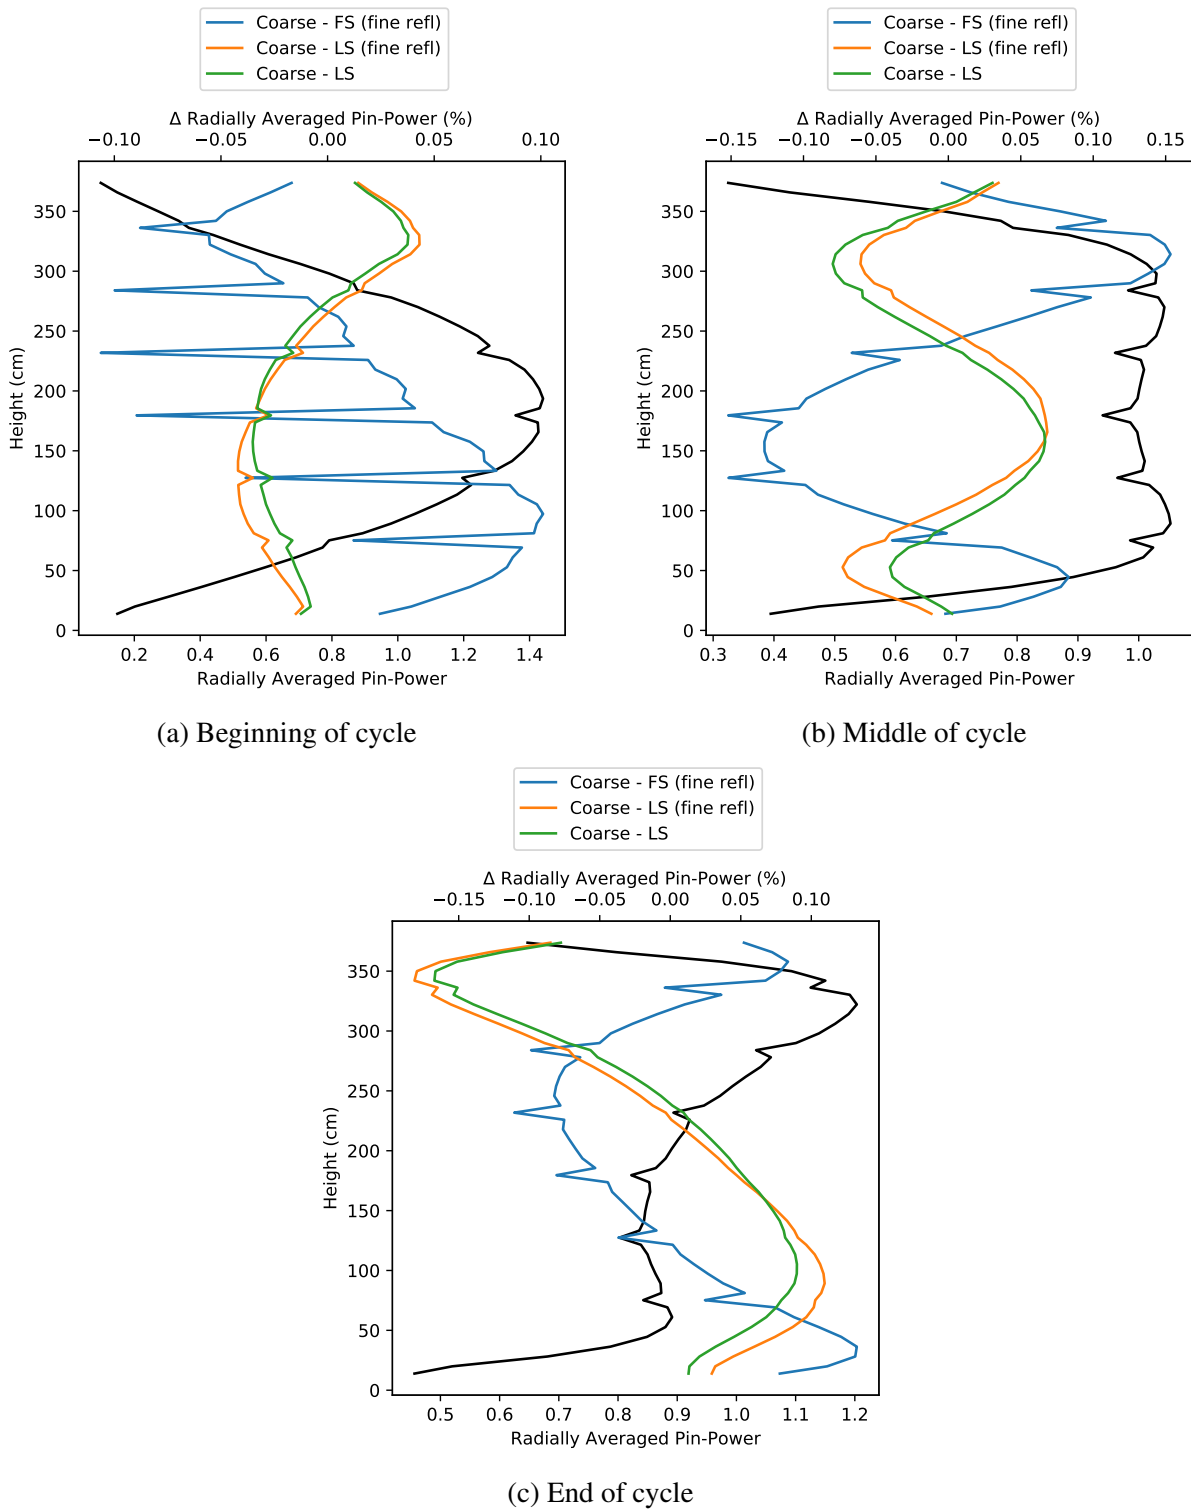 Coarse - FS (fine refl)
Coarse - LS (fine refl)
Coarse - LS
Δ Radially Averaged Pin-Power (%)
−0.10 −0.05 0.00 0.05 0.10
350
300
250
200
150
100
50
0
Height (cm)
0.2 0.4 0.6 0.8 1.0 1.2 1.4
Radially Averaged Pin-Power
(a) Beginning of cycle
Coarse - FS (fine refl)
Coarse - LS (fine refl)
Coarse - LS
Δ Radially Averaged Pin-Power (%)
−0.15 −0.10 −0.05 0.00 0.05 0.10 0.15
350
300
250
200
150
100
50
0
Height (cm)
0.3 0.4 0.5 0.6 0.7 0.8 0.9 1.0
Radially Averaged Pin-Power
(b) Middle of cycle
Coarse - FS (fine refl)
Coarse - LS (fine refl)
Coarse - LS
Δ Radially Averaged Pin-Power (%)
−0.15 −0.10 −0.05 0.00 0.05 0.10
350
300
250
200
150
100
50
0
Height (cm)
0.5 0.6 0.7 0.8 0.9 1.0 1.1 1.2
Radially Averaged Pin-Power
(c) End of cycle